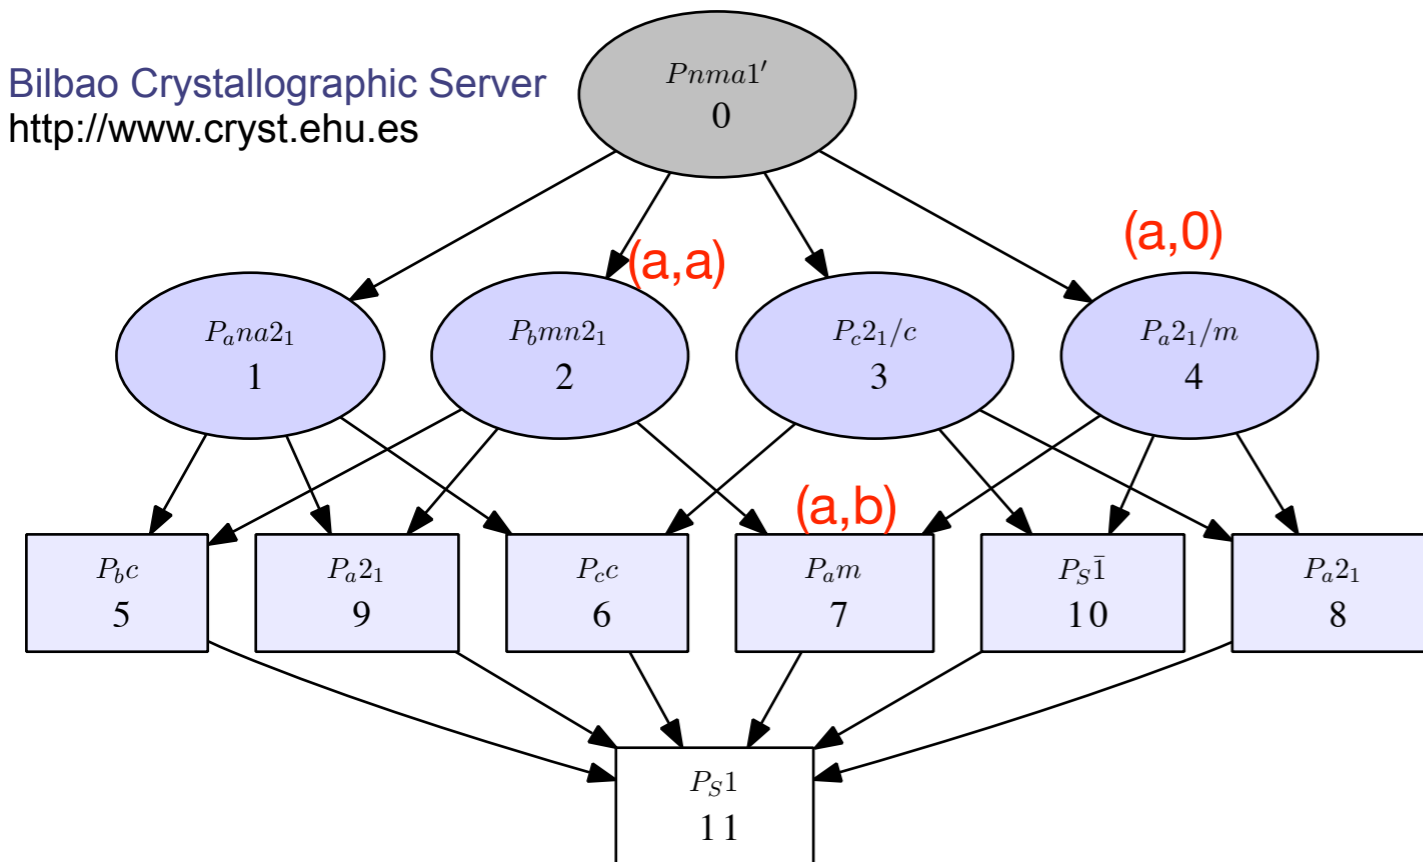 Bilbao Crystallographic Server
http://www.cryst.ehu.es
Pnma1′
0
(a,a)
(a,0)
P_ana2_1
1
P_bmn2_1
2
P_c2_1/c
3
P_a2_1/m
4
(a,b)
P_bc
5
P_a2_1
9
P_cc
6
P_am
7
P_S1̄
10
P_a2_1
8
P_S1
11